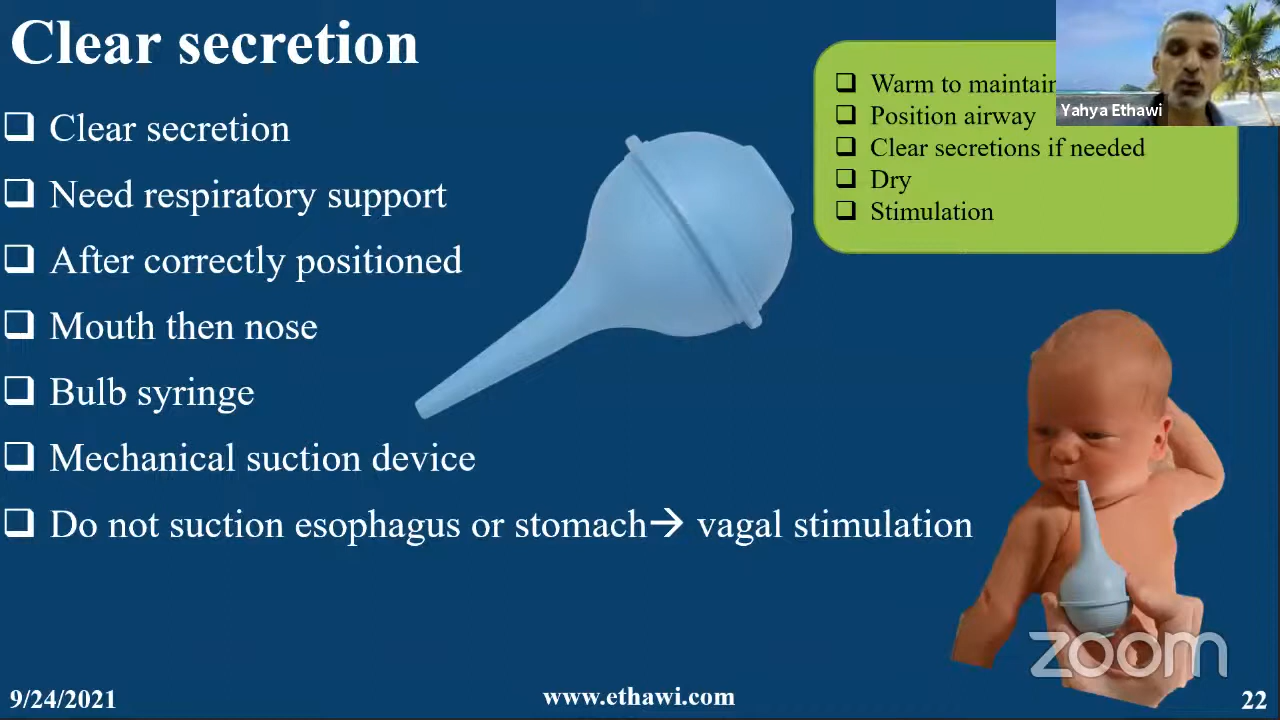 Clear secretion
❑ Clear secretion
❑ Need respiratory support
❑ After correctly positioned
❑ Mouth then nose
❑ Bulb syringe
❑ Mechanical suction device
❑ Do not suction esophagus or stomach→ vagal stimulation
❑ Warm to maintain
❑ Position airway
❑ Clear secretions if needed
❑ Dry
❑ Stimulation
Yahya Ethawi
zoom
9/24/2021
www.ethawi.com
22